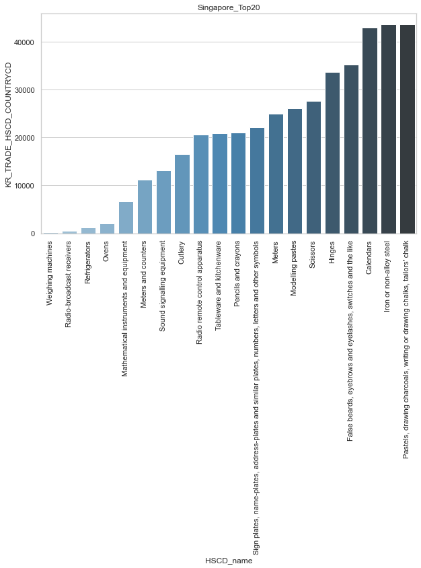 Singapore_Top20
KR_TRADE_HSCD_COUNTRYCD
40000
30000
20000
10000
0
Weighing machines
Radio-broadcast receivers
Refrigerators
Ovens
Mathematical instruments and equipment
Meters and counters
Sound signalling equipment
Cutlery
Radio remote control apparatus
Tableware and kitchenware
Pencils and crayons
Sign plates, name-plates, address-plates and similar plates, numbers, letters and other symbols
Meters
Modelling pastes
Scissors
Hinges
False beards, eyebrows and eyelashes, switches and the like
Calendars
Iron or non-alloy steel
Pastels, drawing charcoals, writing or drawing chalks, tailors' chalk
HSCD_name